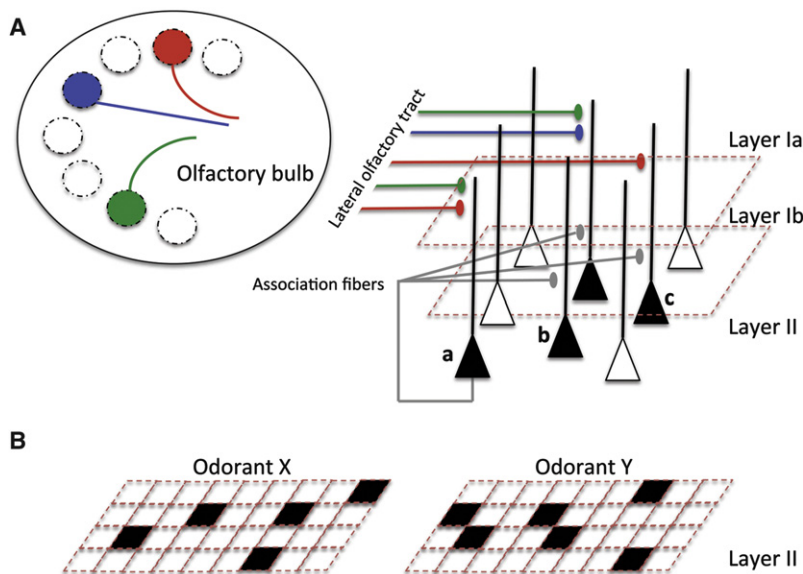 A
Olfactory bulb
Lateral olfactory tract
Layer Ia
Layer Ib
Association fibers
c
Layer II
b
a
B
Odorant X
Odorant Y
Layer II